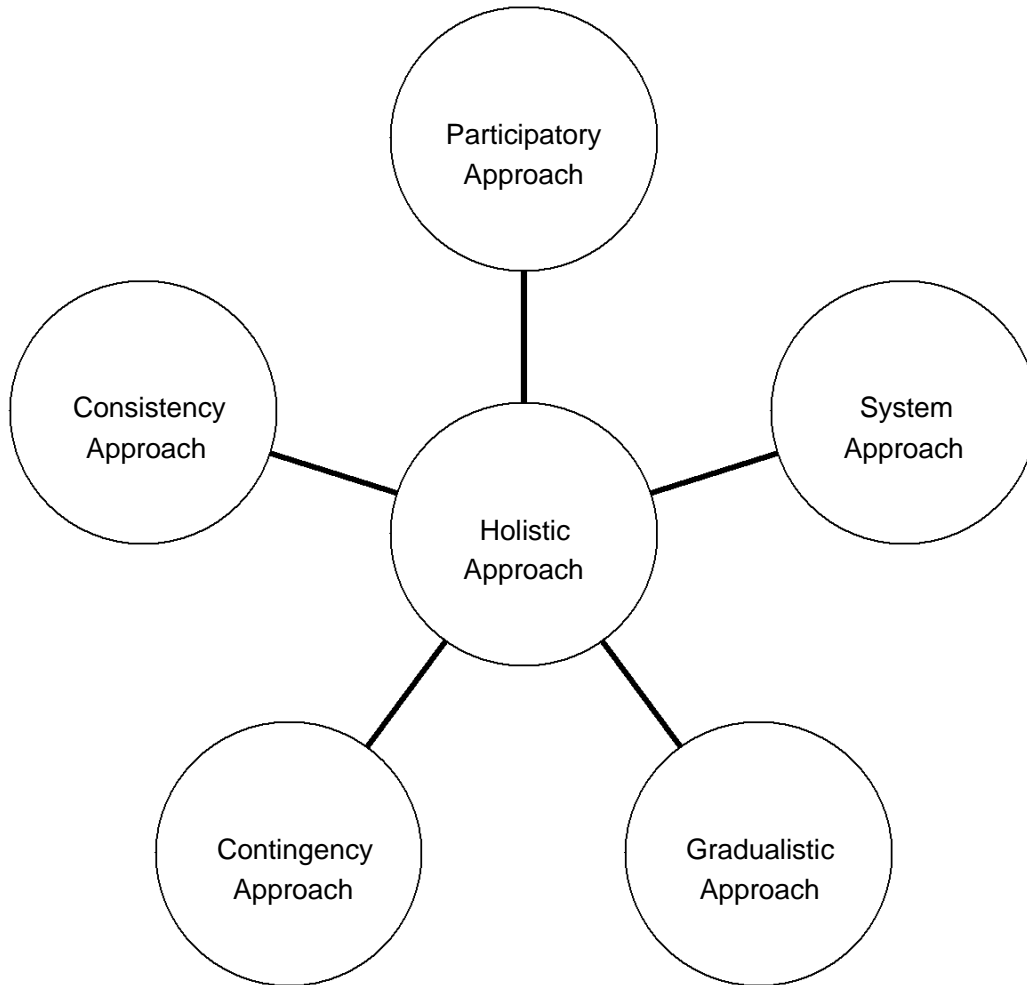 Participatory
Approach
Consistency
Approach
System
Approach
Holistic
Approach
Contingency
Approach
Gradualistic
Approach